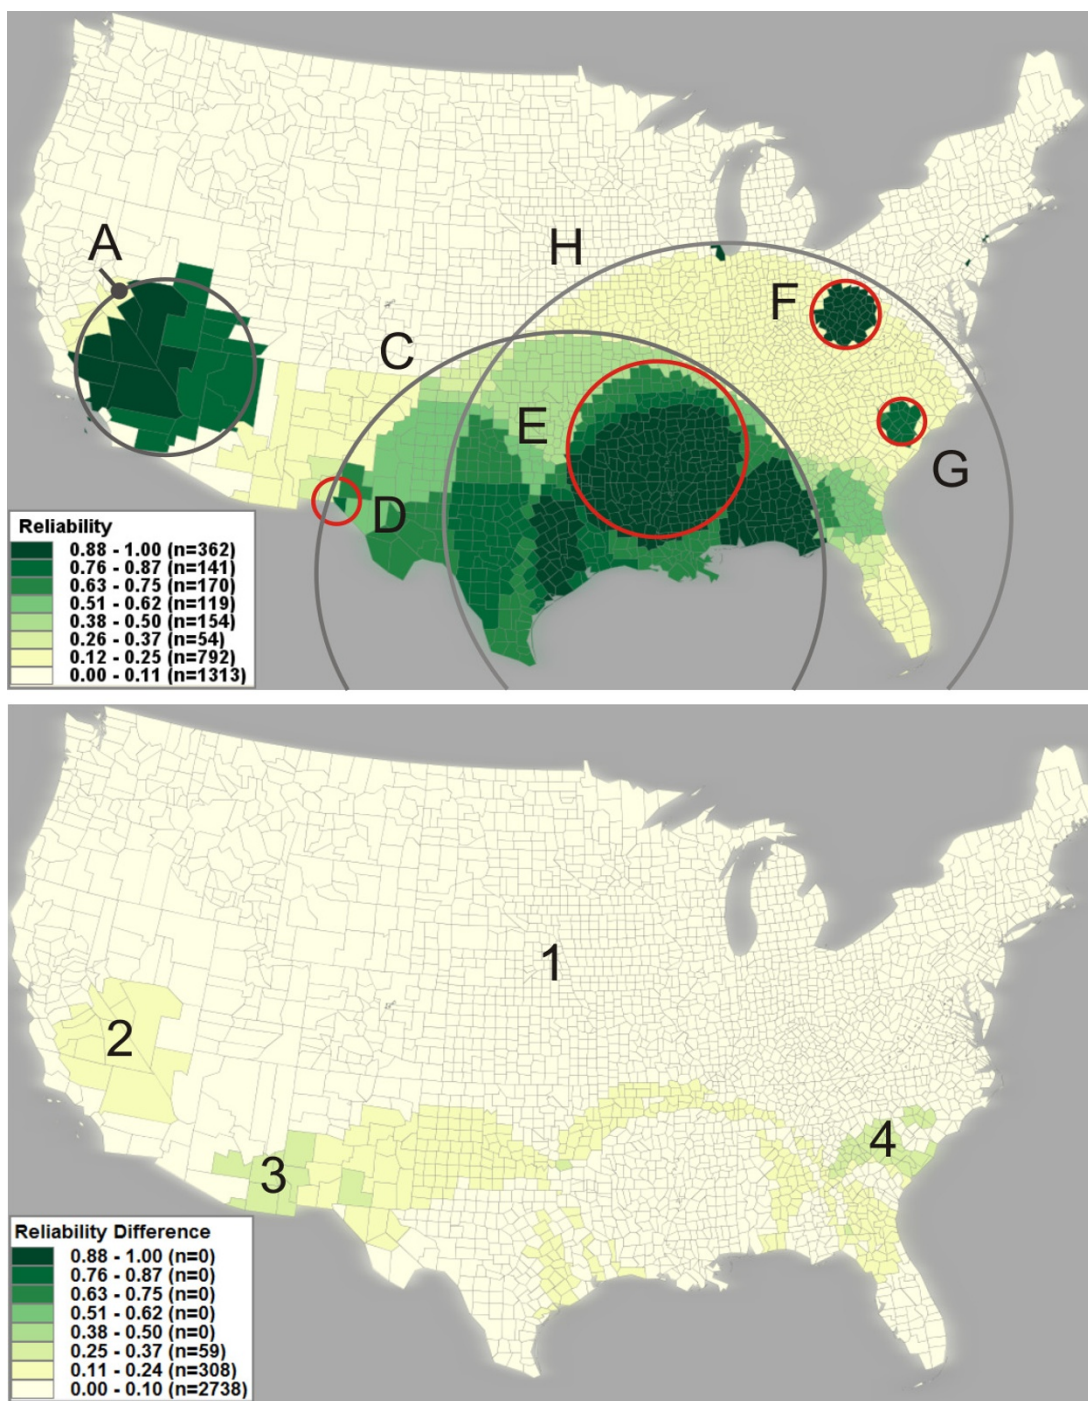 H
A
F
C
E
G
D
Reliability
0.88 - 1.00 (n=362)
0.76 - 0.87 (n=141)
0.63 - 0.75 (n=170)
0.51 - 0.62 (n=119)
0.38 - 0.50 (n=154)
0.26 - 0.37 (n=54)
0.12 - 0.25 (n=792)
0.00 - 0.11 (n=1313)
1
2
4
3
Reliability Difference
0.88 - 1.00 (n=0)
0.76 - 0.87 (n=0)
0.63 - 0.75 (n=0)
0.51 - 0.62 (n=0)
0.38 - 0.50 (n=0)
0.25 - 0.37 (n=59)
0.11 - 0.24 (n=308)
0.00 - 0.10 (n=2738)